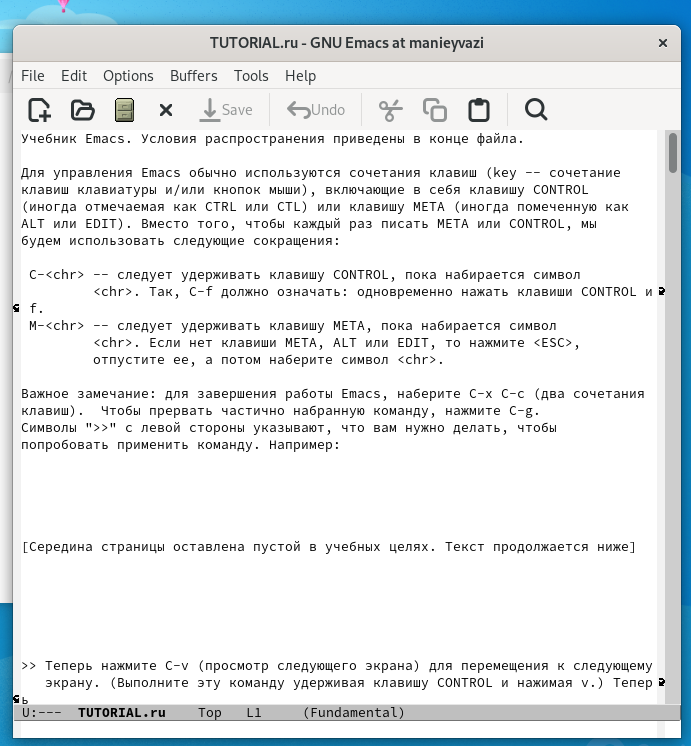 TUTORIAL.ru - GNU Emacs at manieyvazi
File Edit Options Buffers Tools Help
Save Undo
Учебник Emacs. Условия распространения приведены в конце файла.
Для управления Emacs обычно используются сочетания клавиш (key -- сочетание
клавиш клавиатуры и/или кнопок мыши), включающие в себя клавишу CONTROL
(иногда отмечаемая как CTRL или CTL) или клавишу META (иногда помеченную как
ALT или EDIT). Вместо того, чтобы каждый раз писать META или CONTROL, мы
будем использовать следующие сокращения:
C-<chr> -- следует удерживать клавишу CONTROL, пока набирается символ
<chr>. Так, C-f должно означать: одновременно нажать клавиши CONTROL и
f.
M-<chr> -- следует удерживать клавишу META, пока набирается символ
<chr>. Если нет клавиши META, ALT или EDIT, то нажмите <ESC>,
отпустите ее, а потом наберите символ <chr>.
Важное замечание: для завершения работы Emacs, наберите C-x C-c (два сочетания
клавиш).  Чтобы прервать частично набранную команду, нажмите C-g.
Символы ">>" с левой стороны указывают, что вам нужно делать, чтобы
попробовать применить команду. Например:
[Середина страницы оставлена пустой в учебных целях. Текст продолжается ниже]
>> Теперь нажмите C-v (просмотр следующего экрана) для перемещения к следующему
экрану. (Выполните эту команду удерживая клавишу CONTROL и нажимая v.) Тепер
ь
U:--- TUTORIAL.ru Top L1 (Fundamental)